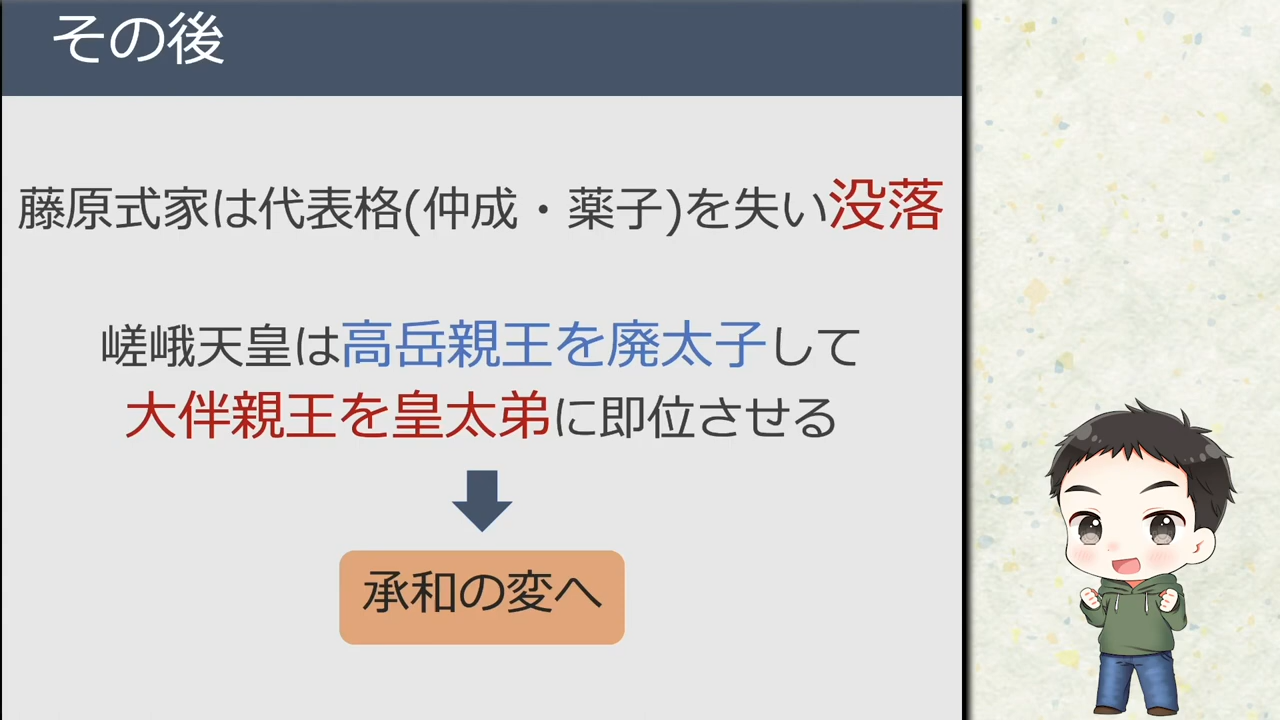 その後
藤原式家は代表格(仲成・薬子)を失い没落
嵯峨天皇は高岳親王を廃太子して
大伴親王を皇太弟に即位させる
承和の変へ